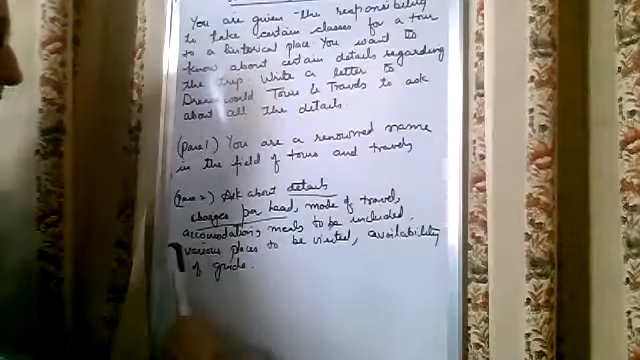 You are given the responsibility
to take certain classes for a tour
to a historical place. You want to
know about certain details regarding
the trip. Write a letter to
Dreamworld Tours & Travels to ask
about all the details.
(Para 1) You are a renowned name
in the field of tours and travels
(Para 2) Ask about details
charges per head, mode of travel,
accomodation, meals to be included.
various places to be visited, availability
of guide.